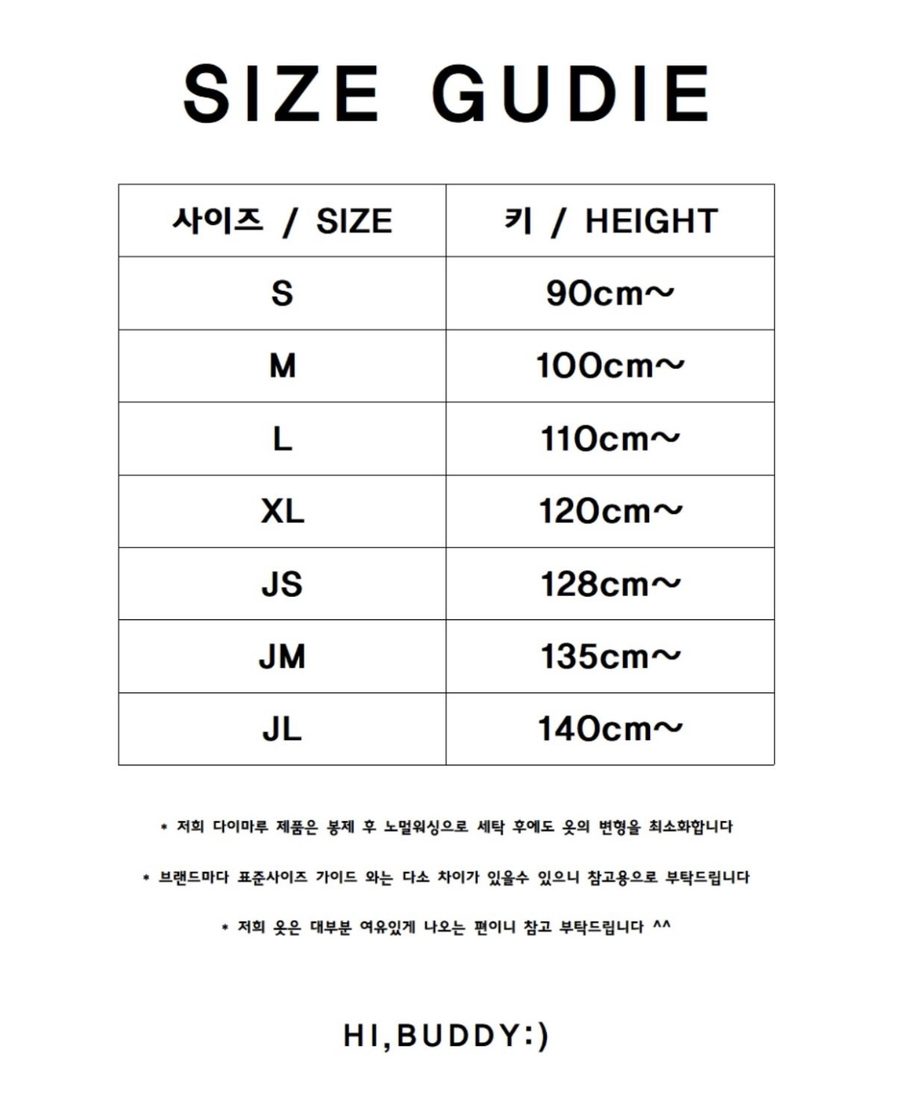 SIZE GUDIE
사이즈 / SIZE 키 / HEIGHT
S 90cm~
M 100cm~
L 110cm~
XL 120cm~
JS 128cm~
JM 135cm~
JL 140cm~
* 저희 다이마루 제품은 봉제 후 노멀워싱으로 세탁 후에도 옷의 변형을 최소화합니다
* 브랜드마다 표준사이즈 가이드 와는 다소 차이가 있을수 있으니 참고용으로 부탁드립니다
* 저희 옷은 대부분 여유있게 나오는 편이니 참고 부탁드립니다 ^^
HI,BUDDY:)